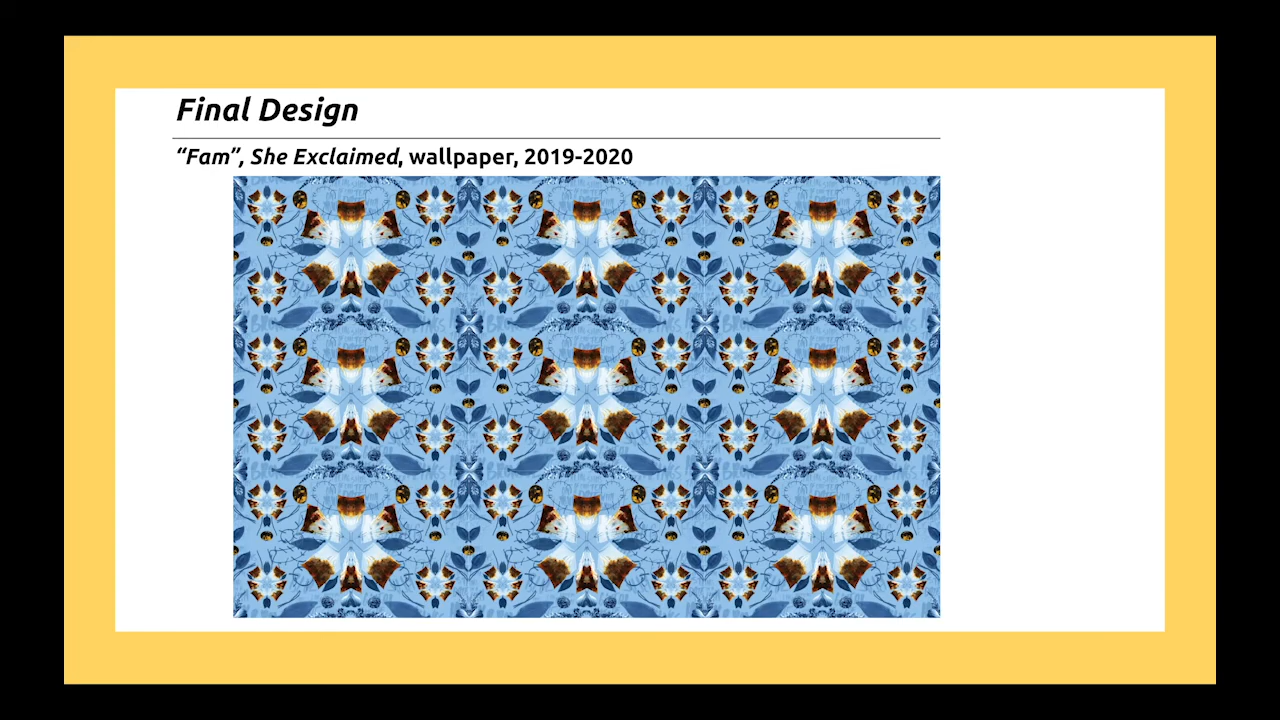 Final Design
“Fam”, She Exclaimed, wallpaper, 2019-2020